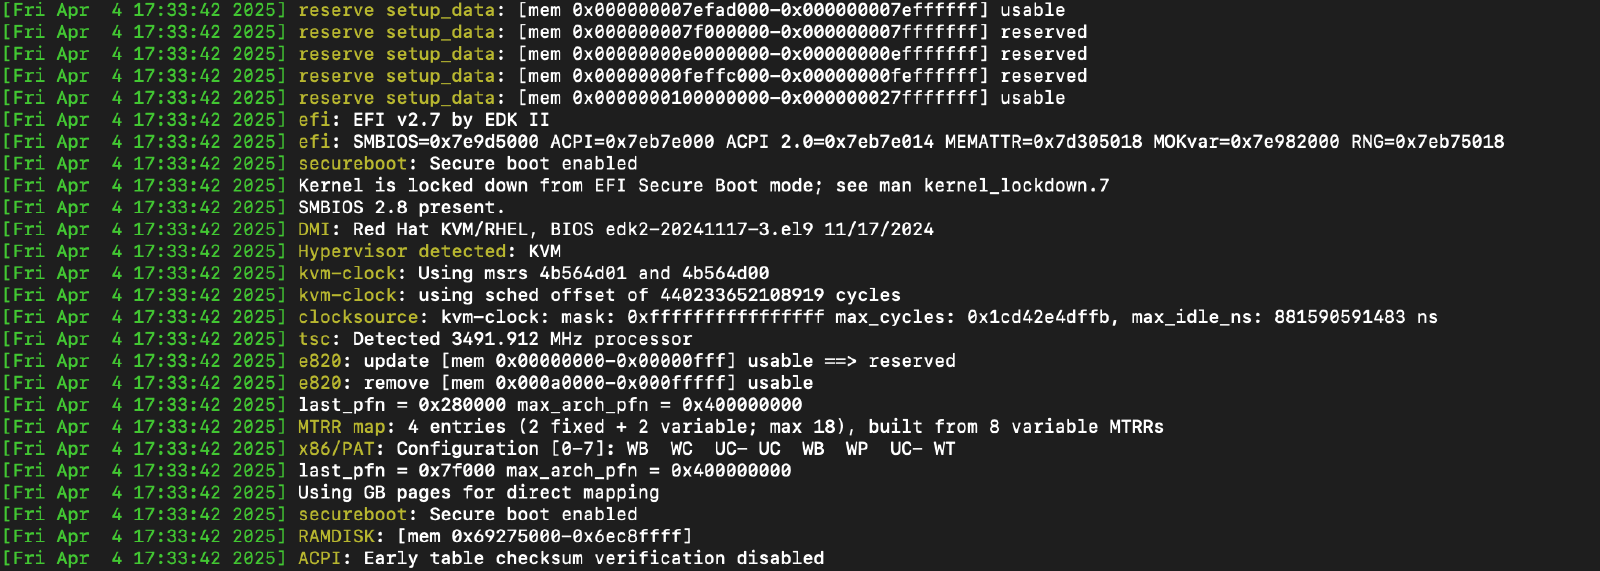 [Fri Apr  4 17:33:42 2025] reserve setup_data: [mem 0x000000007efad000-0x000000007effffff] usable
[Fri Apr  4 17:33:42 2025] reserve setup_data: [mem 0x000000007f000000-0x000000007fffffff] reserved
[Fri Apr  4 17:33:42 2025] reserve setup_data: [mem 0x00000000e0000000-0x00000000efffffff] reserved
[Fri Apr  4 17:33:42 2025] reserve setup_data: [mem 0x00000000feffc000-0x00000000feffffff] reserved
[Fri Apr  4 17:33:42 2025] reserve setup_data: [mem 0x0000000100000000-0x000000027fffffff] usable
[Fri Apr  4 17:33:42 2025] efi: EFI v2.7 by EDK II
[Fri Apr  4 17:33:42 2025] efi: SMBIOS=0x7e9d5000 ACPI=0x7eb7e000 ACPI 2.0=0x7eb7e014 MEMATTR=0x7d305018 MOKvar=0x7e982000 RNG=0x7eb75018
[Fri Apr  4 17:33:42 2025] secureboot: Secure boot enabled
[Fri Apr  4 17:33:42 2025] Kernel is locked down from EFI Secure Boot mode; see man kernel_lockdown.7
[Fri Apr  4 17:33:42 2025] SMBIOS 2.8 present.
[Fri Apr  4 17:33:42 2025] DMI: Red Hat KVM/RHEL, BIOS edk2-20241117-3.el9 11/17/2024
[Fri Apr  4 17:33:42 2025] Hypervisor detected: KVM
[Fri Apr  4 17:33:42 2025] kvm-clock: Using msrs 4b564d01 and 4b564d00
[Fri Apr  4 17:33:42 2025] kvm-clock: using sched offset of 440233652108919 cycles
[Fri Apr  4 17:33:42 2025] clocksource: kvm-clock: mask: 0xffffffffffffffff max_cycles: 0x1cd42e4dffb, max_idle_ns: 881590591483 ns
[Fri Apr  4 17:33:42 2025] tsc: Detected 3491.912 MHz processor
[Fri Apr  4 17:33:42 2025] e820: update [mem 0x00000000-0x00000fff] usable ==> reserved
[Fri Apr  4 17:33:42 2025] e820: remove [mem 0x000a0000-0x000fffff] usable
[Fri Apr  4 17:33:42 2025] last_pfn = 0x280000 max_arch_pfn = 0x400000000
[Fri Apr  4 17:33:42 2025] MTRR map: 4 entries (2 fixed + 2 variable; max 18), built from 8 variable MTRRs
[Fri Apr  4 17:33:42 2025] x86/PAT: Configuration [0-7]: WB  WC  UC- UC  WB  WP  UC- WT
[Fri Apr  4 17:33:42 2025] last_pfn = 0x7f000 max_arch_pfn = 0x400000000
[Fri Apr  4 17:33:42 2025] Using GB pages for direct mapping
[Fri Apr  4 17:33:42 2025] secureboot: Secure boot enabled
[Fri Apr  4 17:33:42 2025] RAMDISK: [mem 0x69275000-0x6ec8ffff]
[Fri Apr  4 17:33:42 2025] ACPI: Early table checksum verification disabled